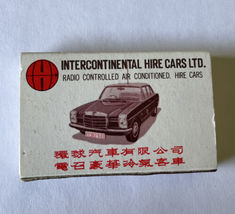 INTERCONTINENTAL HIRE CARS LTD.
RADIO CONTROLLED AIR CONDITIONED. HIRE CARS
環球汽車有限公司
電召豪華冷氣客車